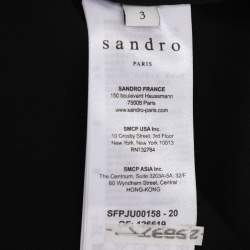 3
sandro
PARIS
SANDRO FRANCE
150 boulevard Haussmann
75008 Paris
www.sandro-paris.com
SMCP USA Inc.
10 Crosby Street, 3rd Floor
New York, New York 10013
RN132784
SMCP ASIA Inc.
The Centrum, Suite 3203A-3A, 32/F
60 Wyndham Street, Central
HONG-KONG
SFPJU00158 - 20